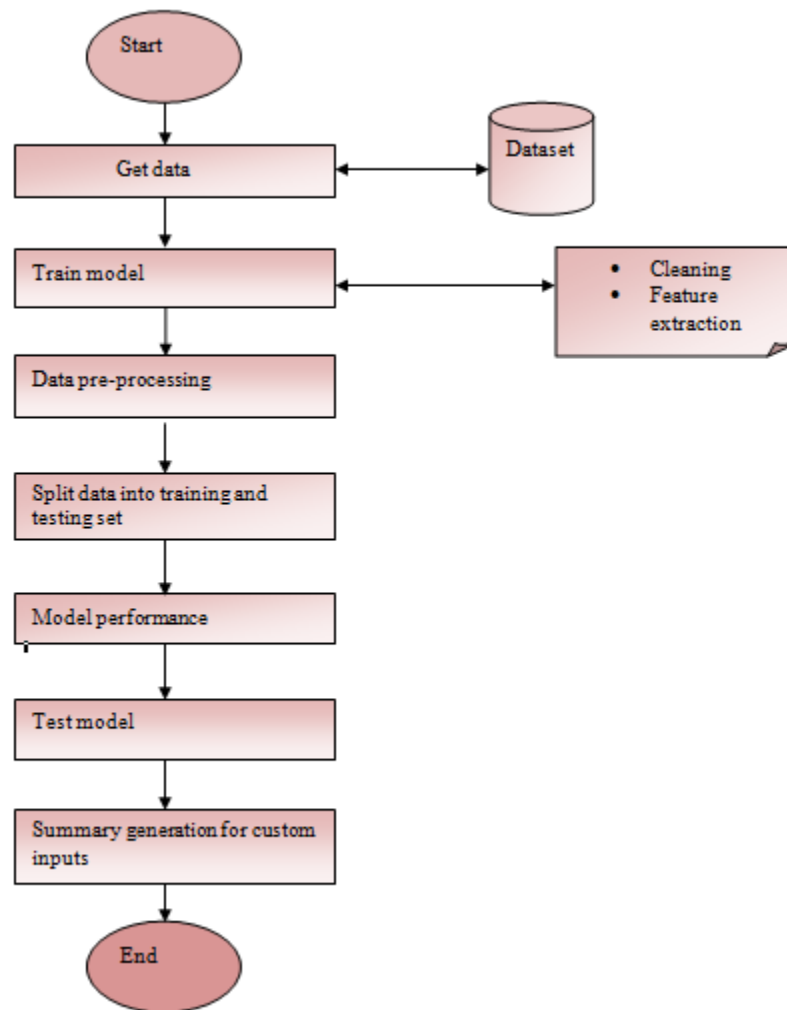 Start
Get data
Dataset
Train model
• Cleaning
• Feature
extraction
Data pre-processing
Split data into training and
testing set
Model performance
Test model
Summary generation for custom
inputs
End